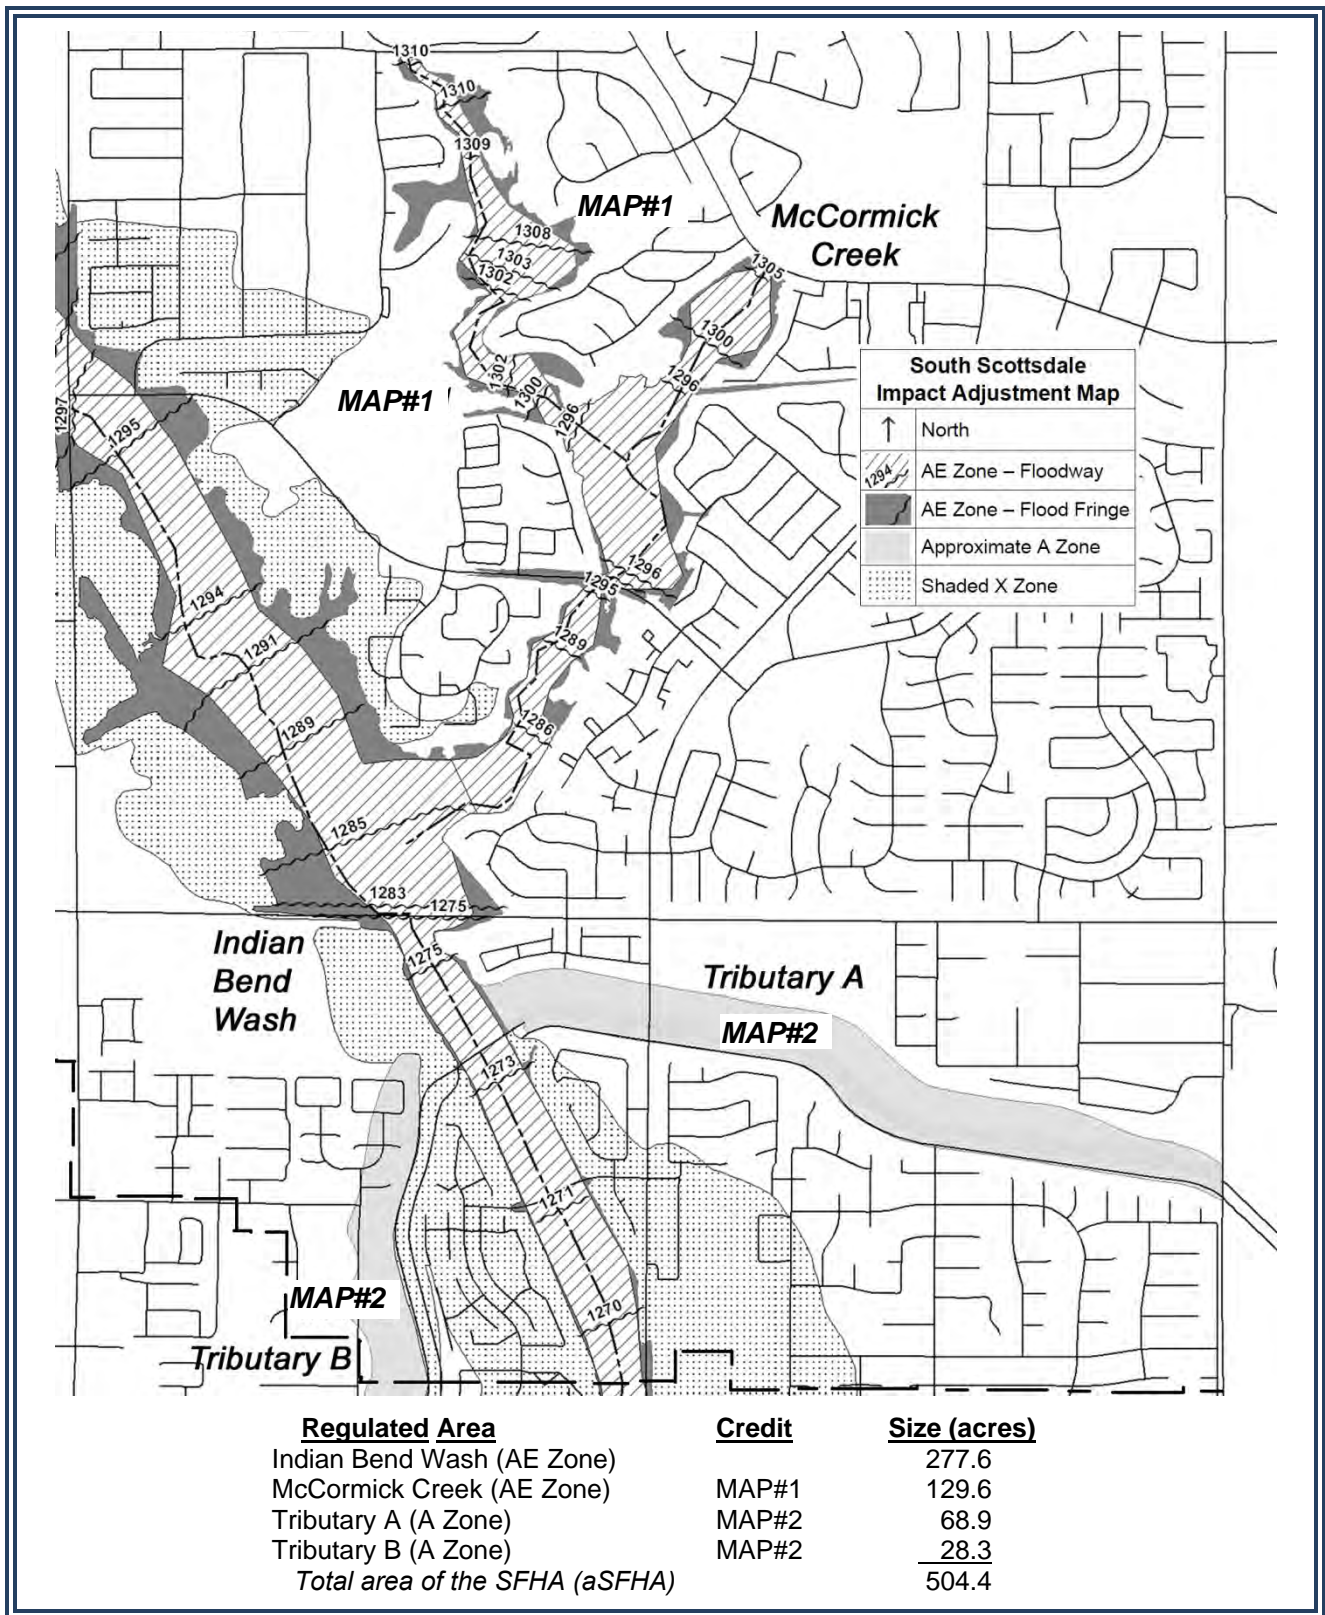 1310
1310
1309
MAP#1
1308
1303
1302
McCormick
Creek
1305
1300
1302
1300
1296
1296
MAP#1
1297
1295
South Scottsdale
Impact Adjustment Map
↑ North
1294 AE Zone – Floodway
AE Zone – Flood Fringe
Approximate A Zone
Shaded X Zone
1296
1295
1294
1291
1289
1289
1286
1285
1283
1275
Indian
Bend
Wash
1275
Tributary A
MAP#2
1273
1271
1270
MAP#2
Tributary B
Regulated Area Credit Size (acres)
Indian Bend Wash (AE Zone) 277.6
McCormick Creek (AE Zone) MAP#1 129.6
Tributary A (A Zone) MAP#2 68.9
Tributary B (A Zone) MAP#2 28.3
Total area of the SFHA (aSFHA) 504.4